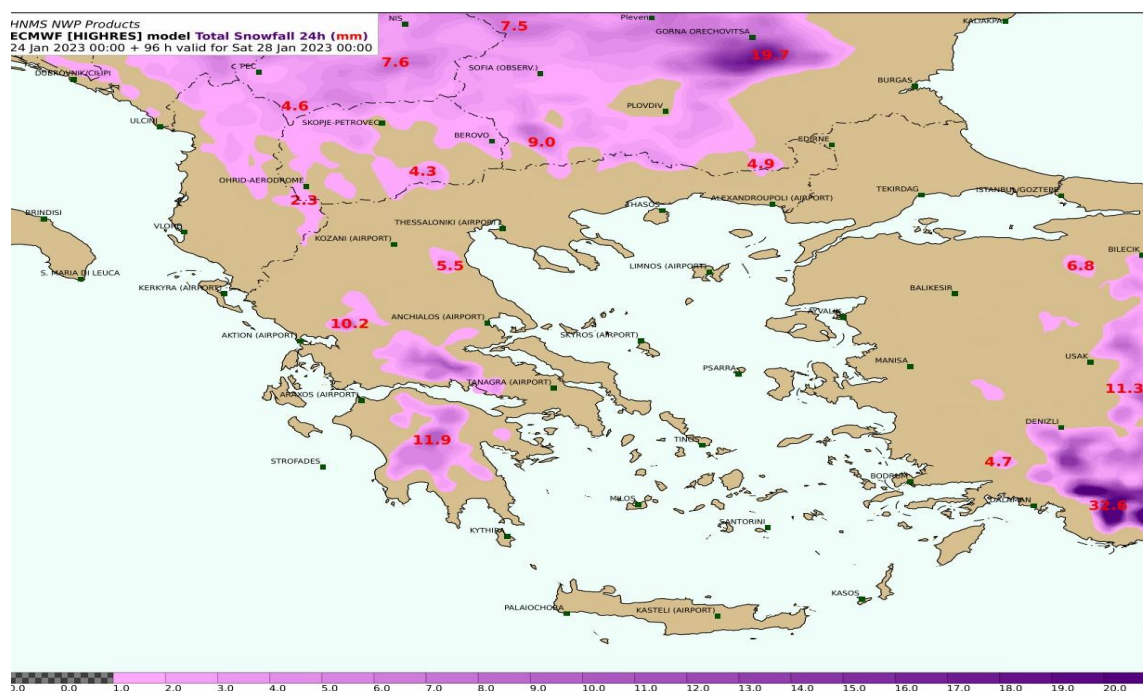 HNMS NWP Products
ECMWF [HIGHRES] model Total Snowfall 24h (mm)
24 Jan 2023 00:00 + 96 h valid for Sat 28 Jan 2023 00:00
NIS
7.5
Pleven
KALIAKPA
GORNA ORECHOVITSA
19.7
PEC
7.6
SOFIA (OBSERV.)
DUBROVNIK/CILIPI
BURGAS
4.6
PLOVDIV
ULCINJ
SKOPJE-PETROVEC
BEROVO
9.0
EDIRNE
4.3
4.9
OHRID-AERODROME
2.3
TEKIRDAG
ISTANBUL/GOZTEPE
ALEXANDROUPOLI (AIRPORT)
THASOS
BRINDISI
VLORE
THESSALONIKI (AIRPORT)
KOZANI (AIRPORT)
BILECIK
5.5
LIMNOS (AIRPORT)
6.8
S. MARIA DI LEUCA
KERKYRA (AIRPORT)
BALIKESIR
10.2
ANCHIALOS (AIRPORT)
AYVALIK
AKTION (AIRPORT)
SKYROS (AIRPORT)
MANISA
USAK
PSARRA
TANAGRA (AIRPORT)
11.3
ARAXOS (AIRPORT)
DENIZLI
11.9
TINOS
STROFADES
4.7
BODRUM
MILOS
DALAMAN
32.6
SANTORINI
KYTHIRA
KASOS
PALAIOCHORA
KASTELI (AIRPORT)
0.0 0.0 1.0 2.0 3.0 4.0 5.0 6.0 7.0 8.0 9.0 10.0 11.0 12.0 13.0 14.0 15.0 16.0 17.0 18.0 19.0 20.0